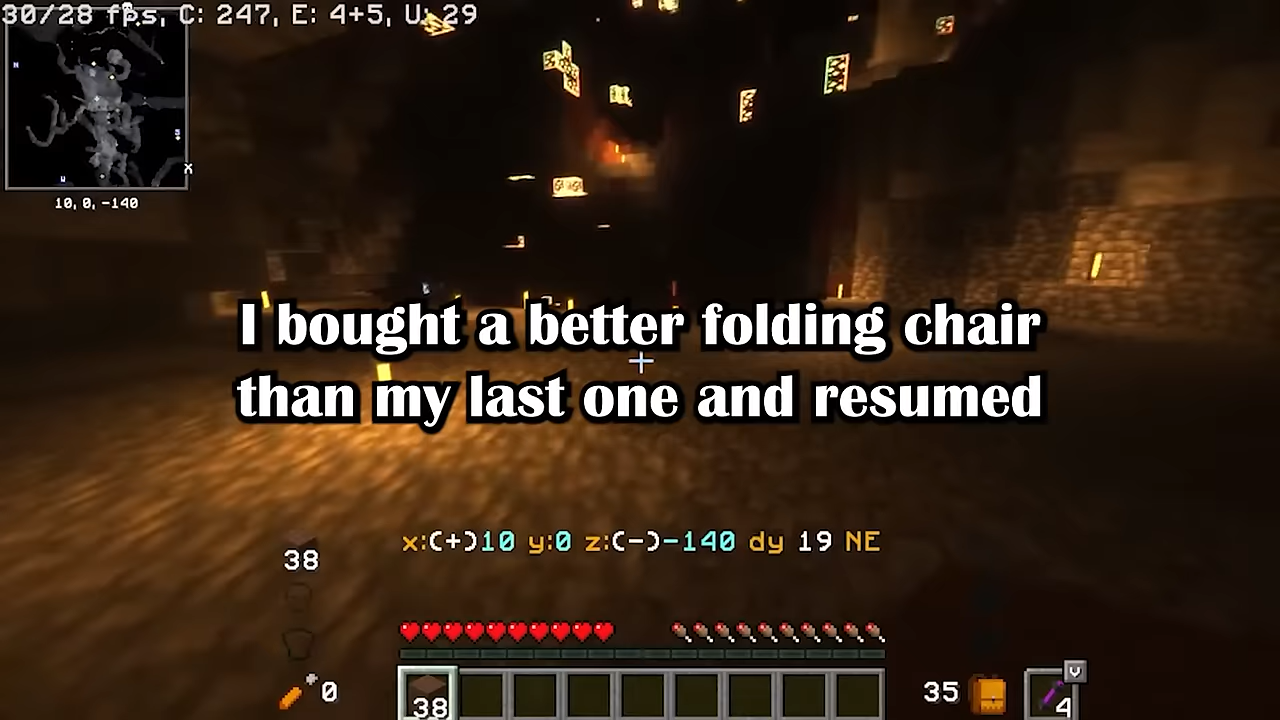 30/28 fps, C: 247, E: 4+5, U: 29
N
S
W
X
10, 0, -140
I bought a better folding chair
than my last one and resumed
x:(+)10 y:0 z:(-)-140 dy 19 NE
38
0
38
35
V
4